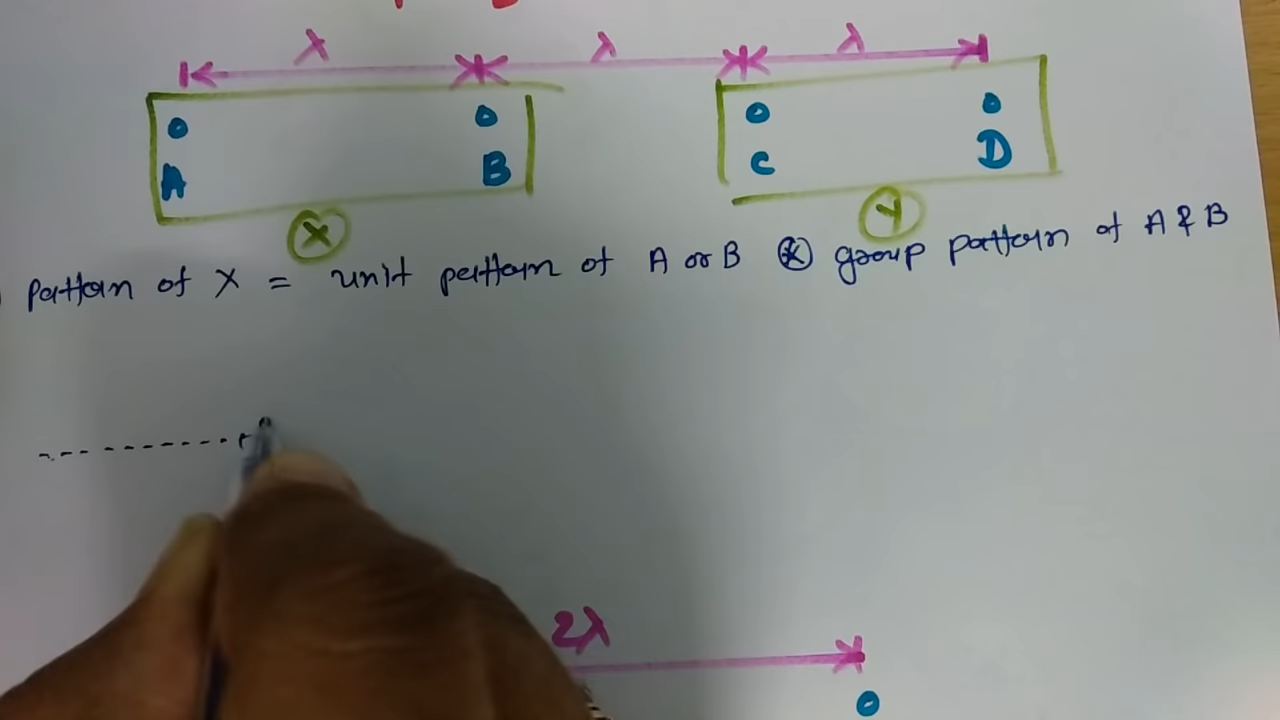 λ λ λ
A B C D
X Y
Pattern of X = unit pattern of A or B ⊗ group pattern of A & B
2λ